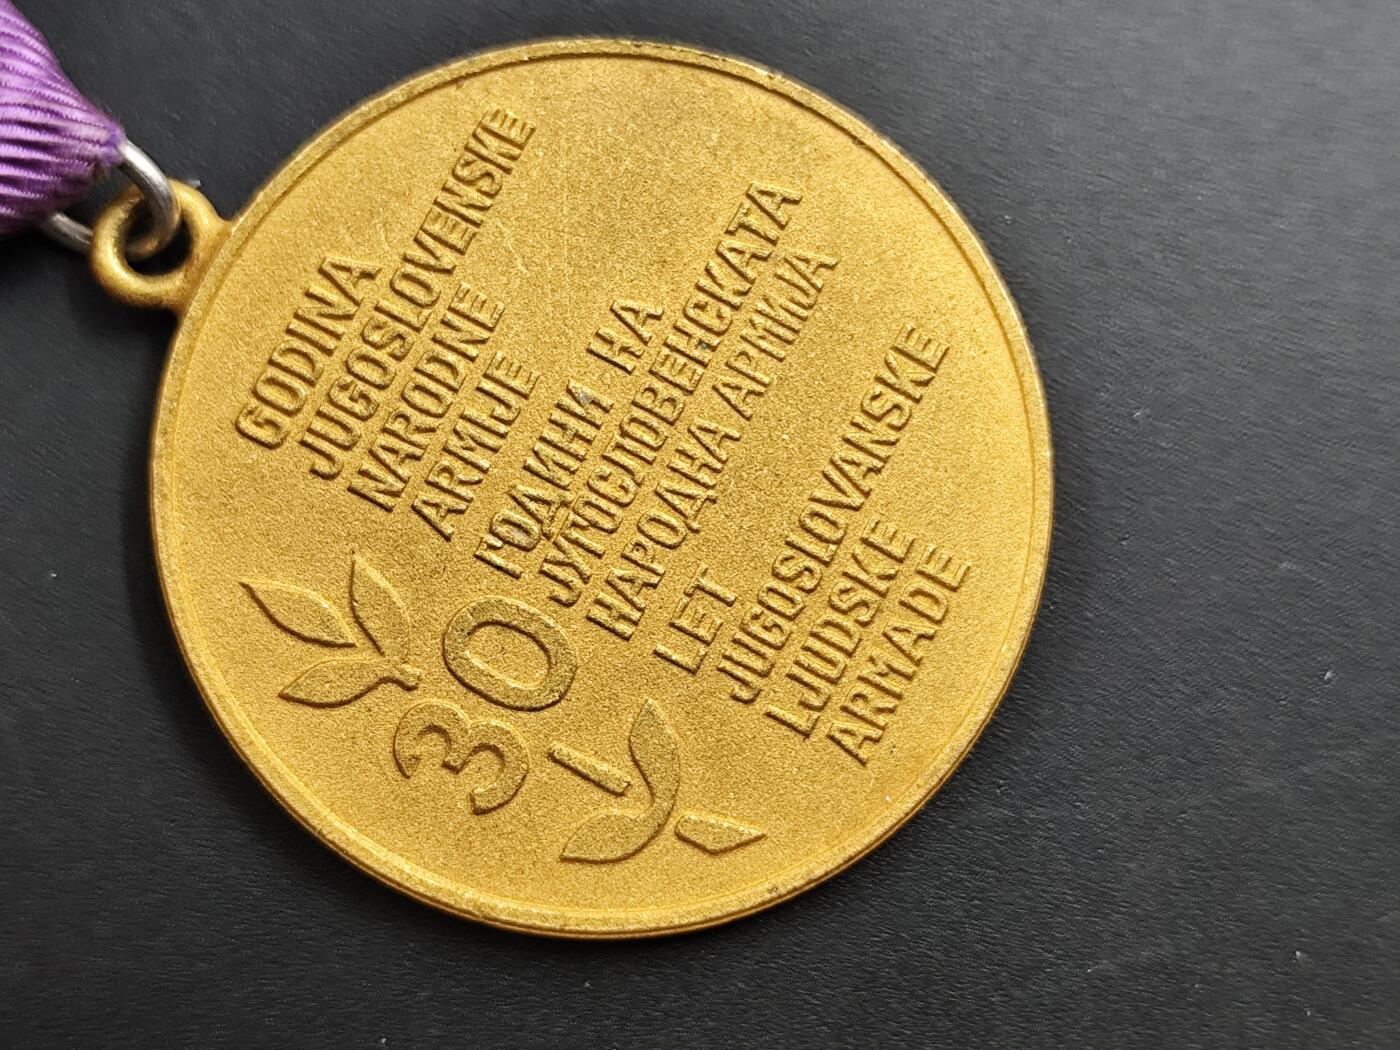 30
GODINA
JUGOSLOVENSKE
NARODNE
ARMIJE
ГОДИНИ НА
ЈУГОСЛОВЕНСКАТА
НАРОДНА АРМИЈА
LET
JUGOSLOVANSKE
LJUDSKE
ARMADE